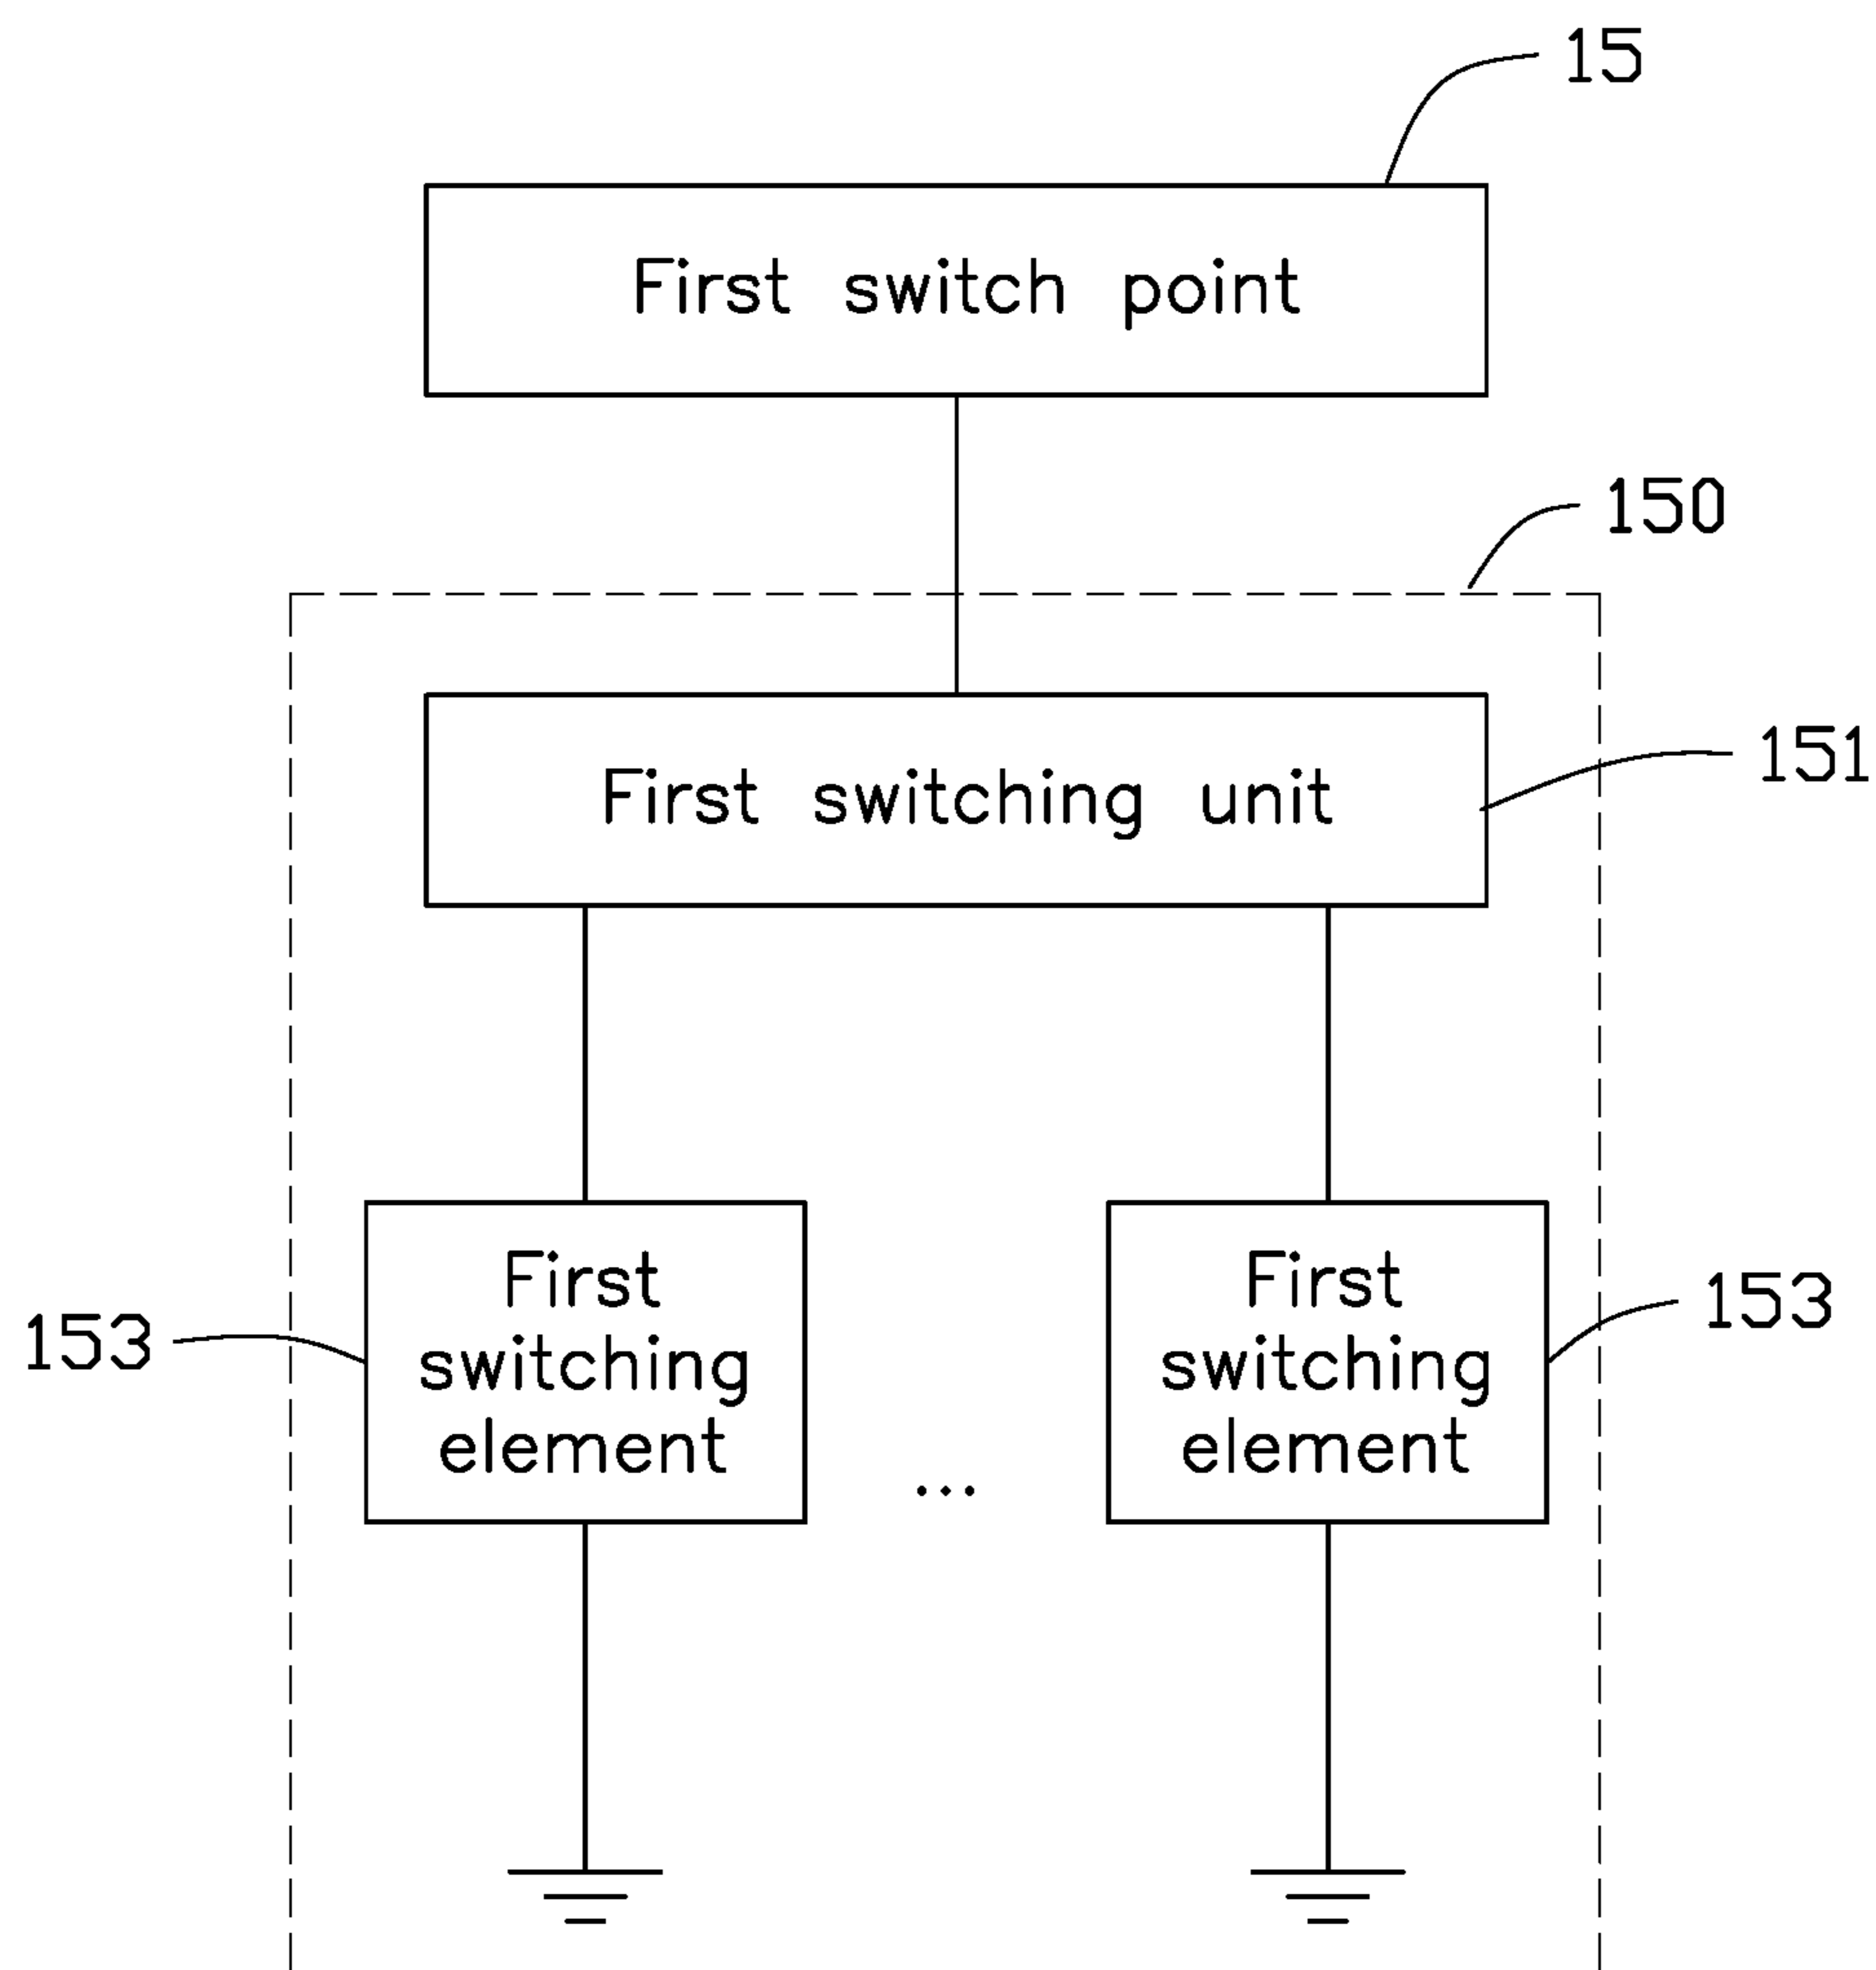 15
First switch point
150
151
First switching unit
153
First
switching
element
...
First
switching
element
153